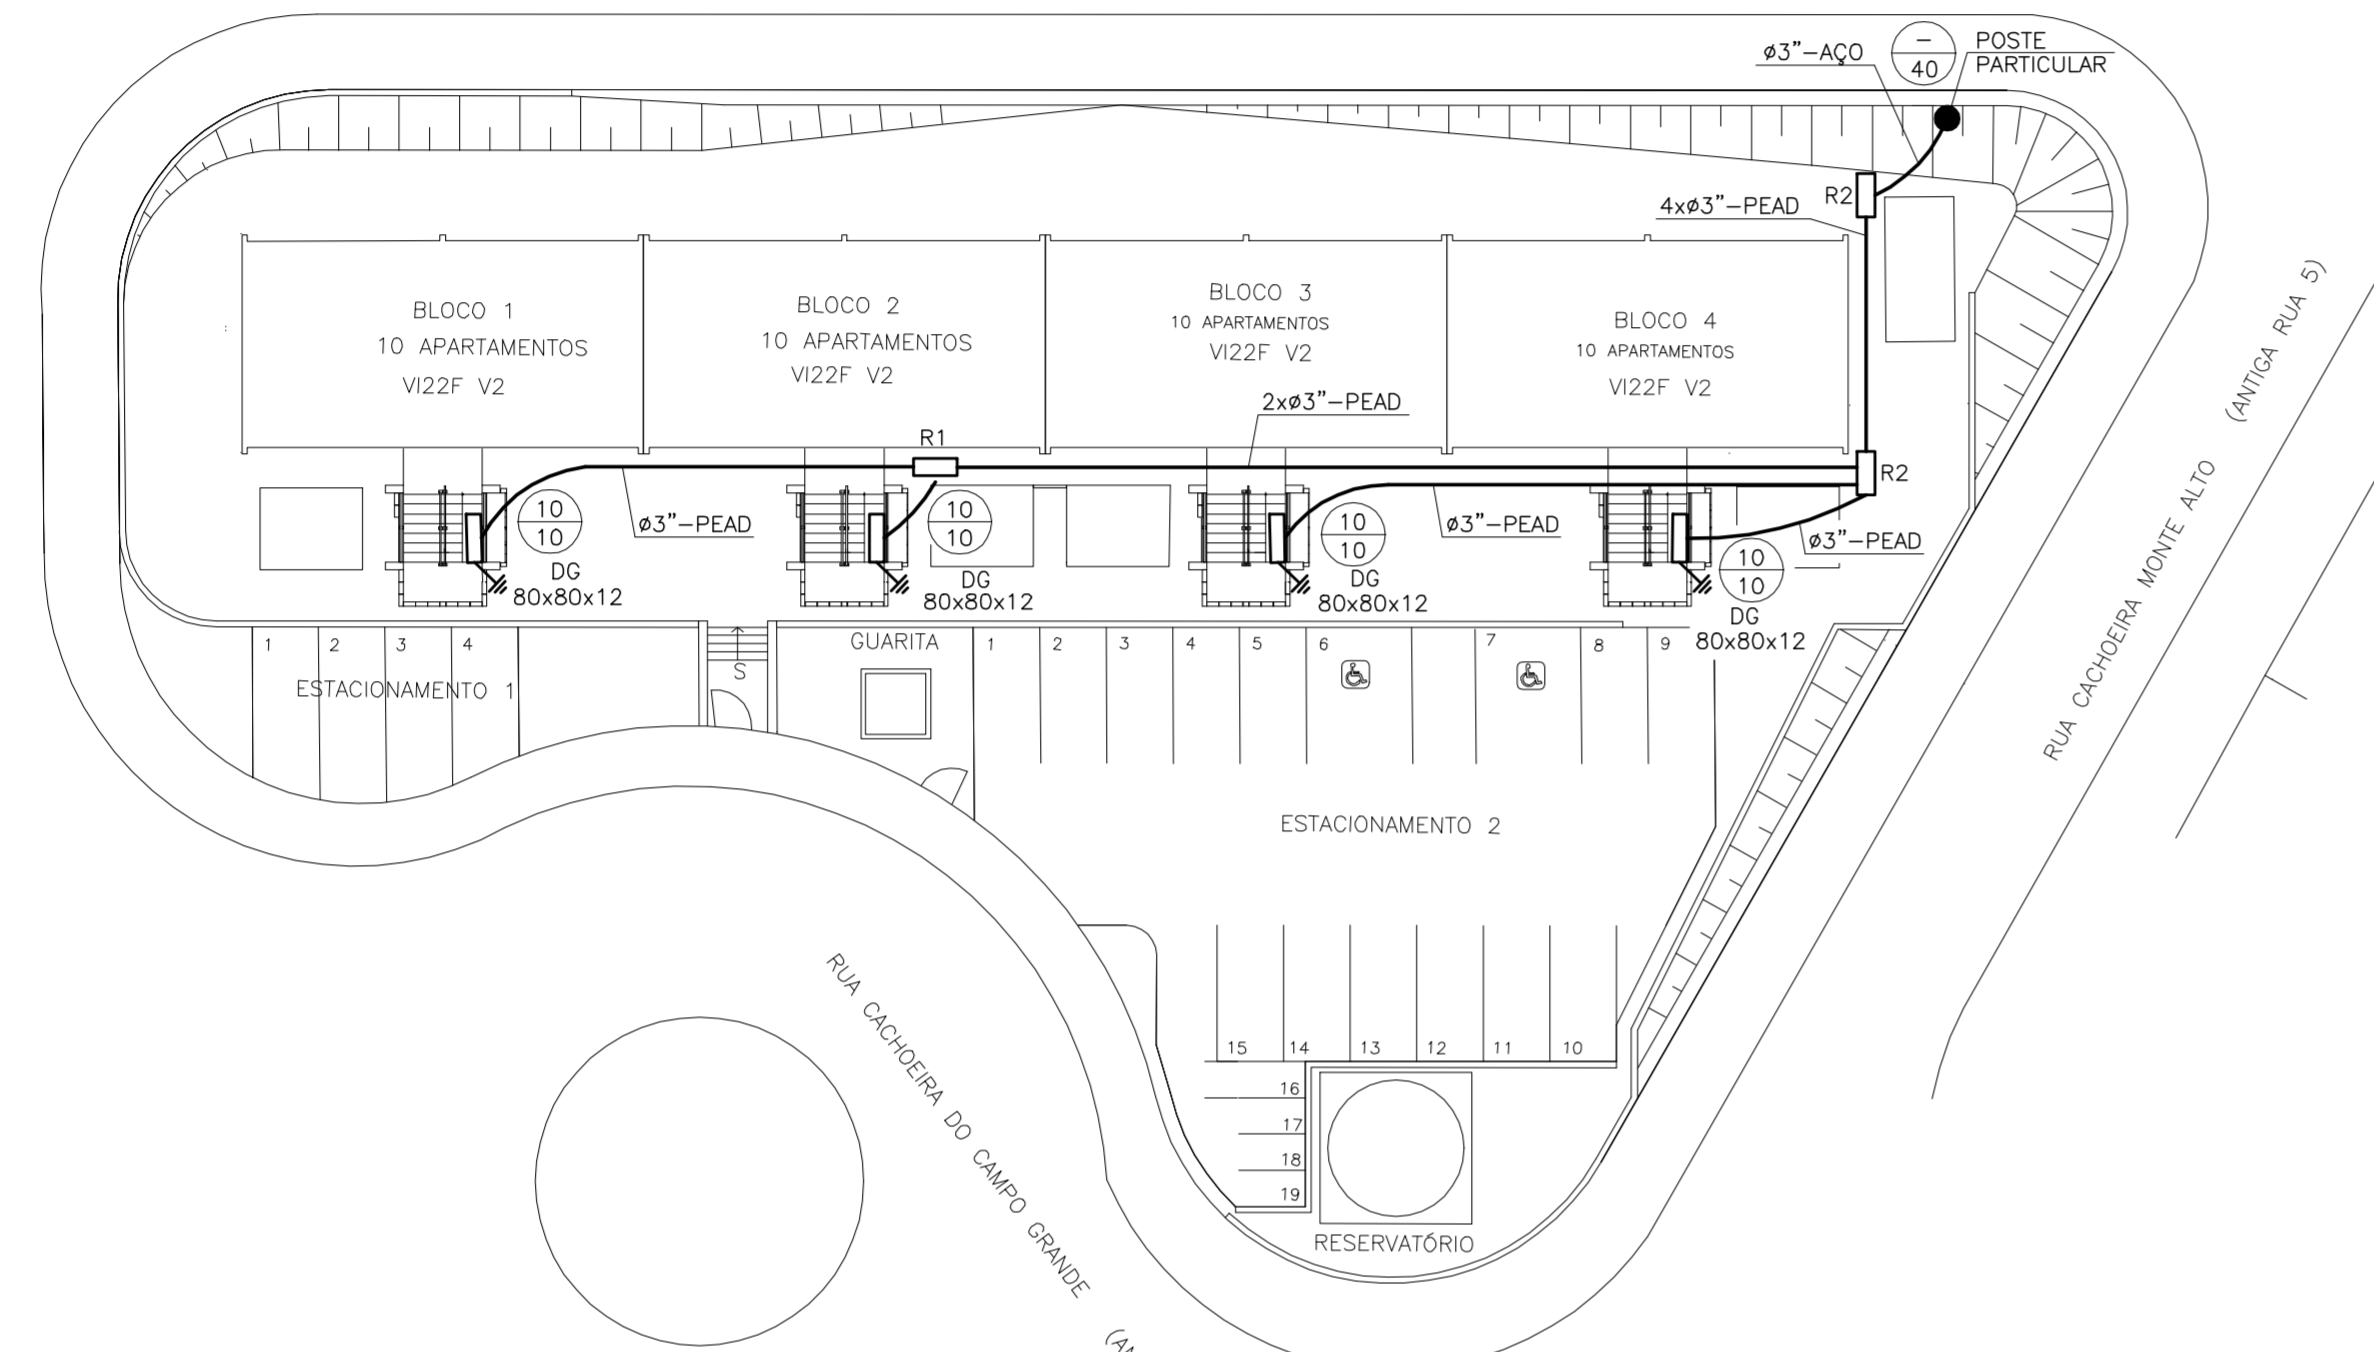 ø3"-AÇO
-
40
POSTE
PARTICULAR
R2
4xø3"-PEAD
BLOCO 1
10 APARTAMENTOS
VI22F V2
BLOCO 2
10 APARTAMENTOS
VI22F V2
BLOCO 3
10 APARTAMENTOS
VI22F V2
BLOCO 4
10 APARTAMENTOS
VI22F V2
2xø3"-PEAD
R1
R2
10
10
ø3"-PEAD
DG
80x80x12
10
10
DG
80x80x12
10
10
ø3"-PEAD
DG
80x80x12
10
10
ø3"-PEAD
DG
80x80x12
RUA CACHOEIRA MONTE ALTO (ANTIGA RUA 5)
1 2 3 4
ESTACIONAMENTO 1
S
GUARITA
1 2 3 4 5 6 7 8 9
ESTACIONAMENTO 2
15 14 13 12 11 10
16
17
18
19
RESERVATÓRIO
RUA CACHOEIRA DO CAMPO GRANDE